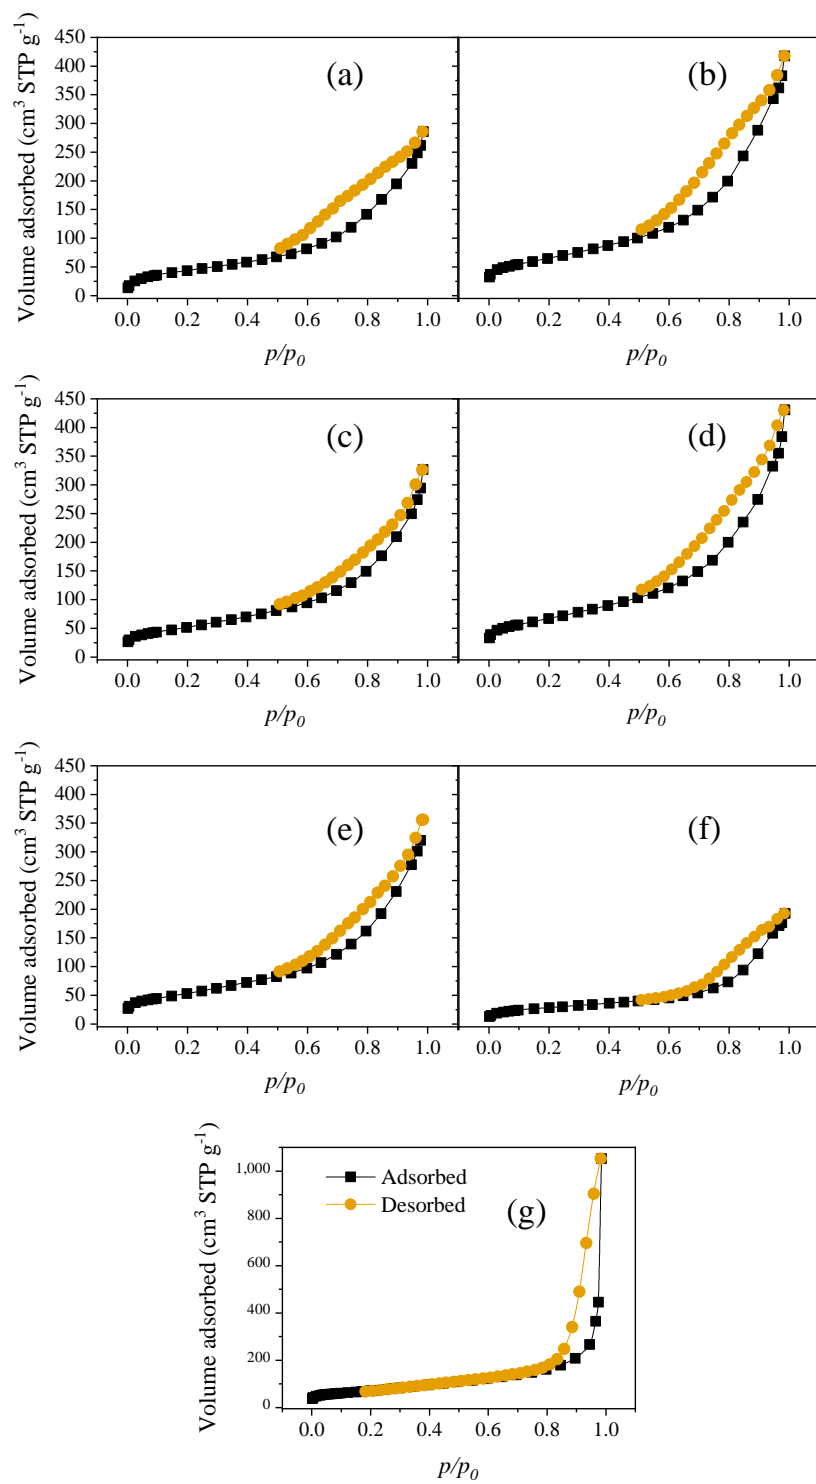 Volume adsorbed (cm³ STP g⁻¹)
450
400
350
300
250
200
150
100
50
0
(a)
(b)
0.0 0.2 0.4 0.6 0.8 1.0
0.0 0.2 0.4 0.6 0.8 1.0
p/p₀
p/p₀
Volume adsorbed (cm³ STP g⁻¹)
450
400
350
300
250
200
150
100
50
0
(c)
(d)
0.0 0.2 0.4 0.6 0.8 1.0
0.0 0.2 0.4 0.6 0.8 1.0
p/p₀
p/p₀
Volume adsorbed (cm³ STP g⁻¹)
450
400
350
300
250
200
150
100
50
0
(e)
(f)
0.0 0.2 0.4 0.6 0.8 1.0
0.0 0.2 0.4 0.6 0.8 1.0
p/p₀
p/p₀
Volume adsorbed (cm³ STP g⁻¹)
1,000
800
600
400
200
0
Adsorbed
Desorbed
(g)
0.0 0.2 0.4 0.6 0.8 1.0
p/p₀